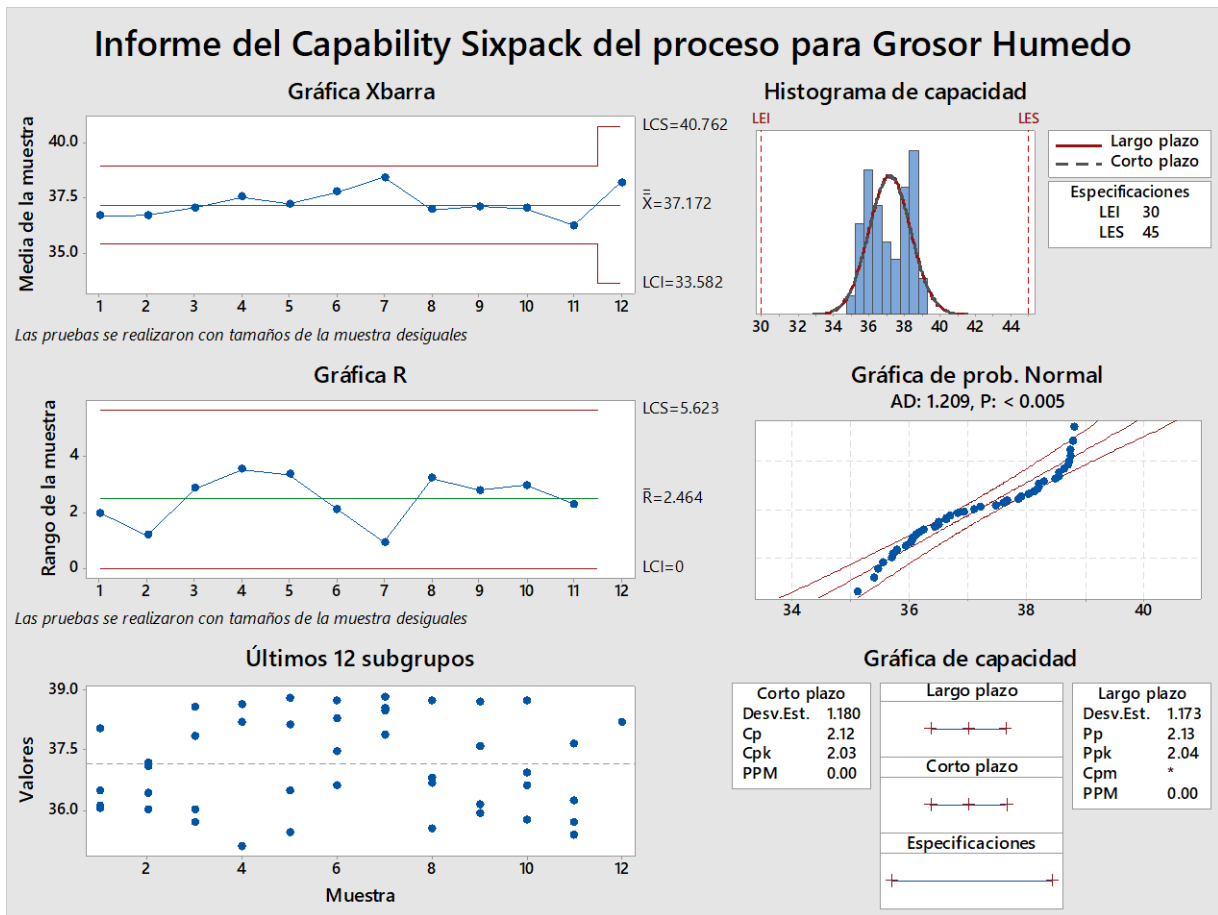 Informe del Capability Sixpack del proceso para Grosor Humedo
Gráfica Xbarra
Media de la muestra
40.0
37.5
35.0
LCS=40.762
X=37.172
LCI=33.582
1 2 3 4 5 6 7 8 9 10 11 12
Las pruebas se realizaron con tamaños de la muestra desiguales
Histograma de capacidad
LEI LES
30 32 34 36 38 40 42 44
Largo plazo
Corto plazo
Especificaciones
LEI 30
LES 45
Gráfica R
Rango de la muestra
4
2
0
LCS=5.623
R=2.464
LCI=0
1 2 3 4 5 6 7 8 9 10 11 12
Las pruebas se realizaron con tamaños de la muestra desiguales
Gráfica de prob. Normal
AD: 1.209, P: < 0.005
34 36 38 40
Últimos 12 subgrupos
Valores
39.0
37.5
36.0
2 4 6 8 10 12
Muestra
Gráfica de capacidad
Corto plazo
Desv.Est. 1.180
Cp 2.12
Cpk 2.03
PPM 0.00
Largo plazo
Corto plazo
Especificaciones
Largo plazo
Desv.Est. 1.173
Pp 2.13
Ppk 2.04
Cpm *
PPM 0.00